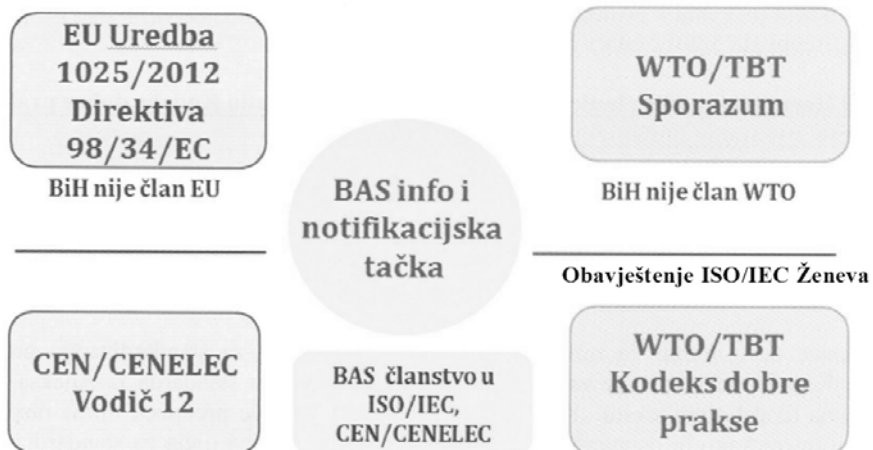 EU Uredba
1025/2012
Direktiva
98/34/EC
BiH nije član EU
WTO/TBT
Sporazum
BiH nije član WTO
BAS info i
notifikacijska
tačka
Obavještenje ISO/IEC Ženeva
CEN/CENELEC
Vodič 12
BAS članstvo u
ISO/IEC,
CEN/CENELEC
WTO/TBT
Kodeks dobre
prakse